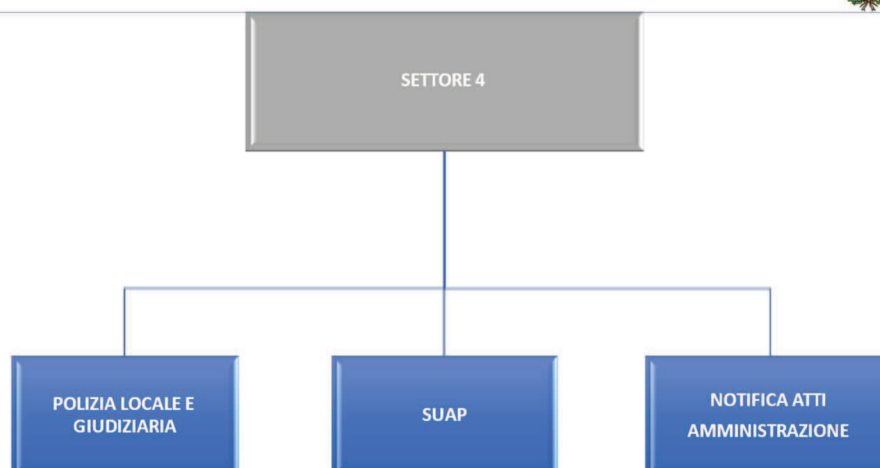 SETTORE 4
POLIZIA LOCALE E
GIUDIZIARIA
SUAP
NOTIFICA ATTI
AMMINISTRAZIONE